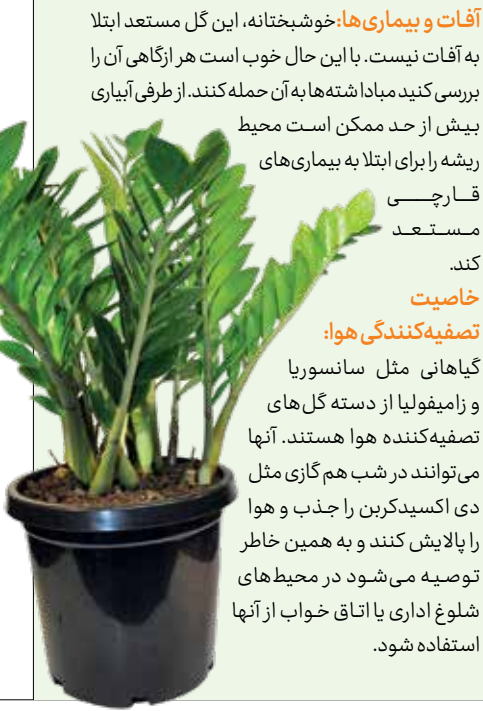 آفات و بیماری‌ها: خوشبختانه، این گل مستعد ابتلا
به آفات نیست. با این حال خوب است هر ازگاهی آن را
بررسی کنید مبادا شته‌ها به آن حمله کنند. از طرفی آبیاری
بیش از حد ممکن است محیط
ریشه را برای ابتلا به بیماری‌های
قــارچـــــی
مــســتــعــد
کند.
خاصیت
تصفیه‌کنندگی هوا:
گیاهانی مثل سانسوریا
و زامیفولیا از دسته گل‌های
تصفیه‌کننده هوا هستند. آنها
می‌توانند در شب هم گازی مثل
دی اکسیدکربن را جذب و هوا
را پالایش کنند و به همین خاطر
توصیه می‌شود در محیط‌های
شلوغ اداری یا اتاق خواب از آنها
استفاده شود.